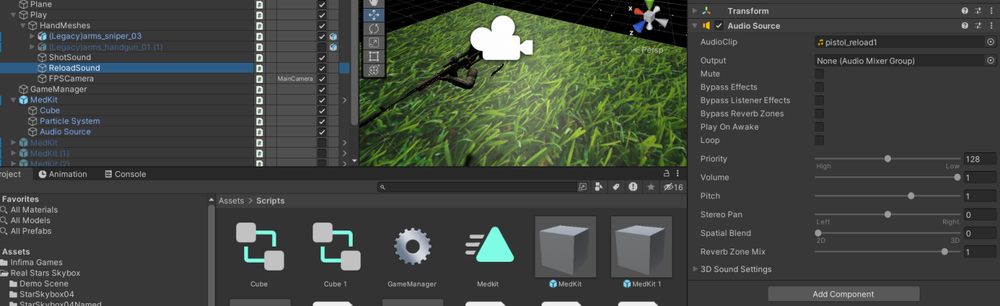 Plane
Play
HandMeshes
(Legacy)arms_sniper_03
(Legacy)arms_handgun_01 (1)
ShotSound
ReloadSound
FPSCamera
MainCamera
GameManager
MedKit
Cube
Particle System
Audio Source
MedKit
MedKit (1)
MedKit (2)
x
z
Persp
roject
Animation
Console
16
Favorites
All Materials
All Models
All Prefabs
Assets
Infima Games
Real Stars Skybox
Demo Scene
StarSkybox04
StarSkybox04Named
Assets > Scripts
Cube
Cube 1
GameManager
Medkit
MedKit
MedKit 1
Transform
Audio Source
AudioClip
pistol_reload1
Output
None (Audio Mixer Group)
Mute
Bypass Effects
Bypass Listener Effects
Bypass Reverb Zones
Play On Awake
Loop
Priority
128
High
Low
Volume
1
Pitch
1
Stereo Pan
0
Left
Right
Spatial Blend
0
2D
3D
Reverb Zone Mix
1
3D Sound Settings
Add Component